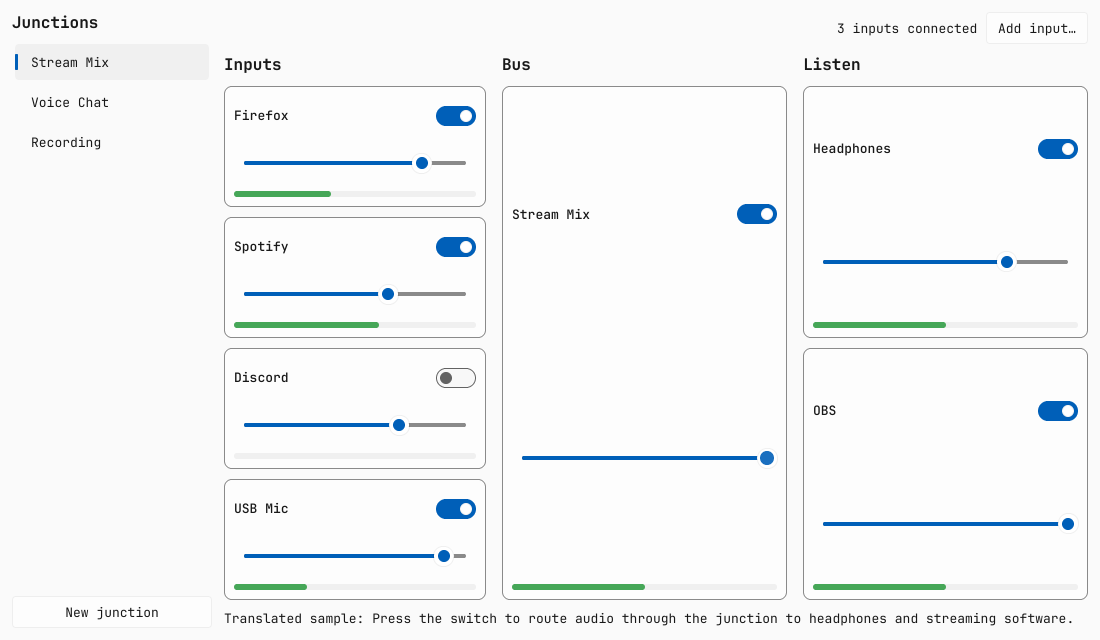 Junctions
Stream Mix
Voice Chat
Recording
New junction
3 inputs connected
Add input…
Inputs
Firefox
Spotify
Discord
USB Mic
Bus
Stream Mix
Listen
Headphones
OBS
Translated sample: Press the switch to route audio through the junction to headphones and streaming software.